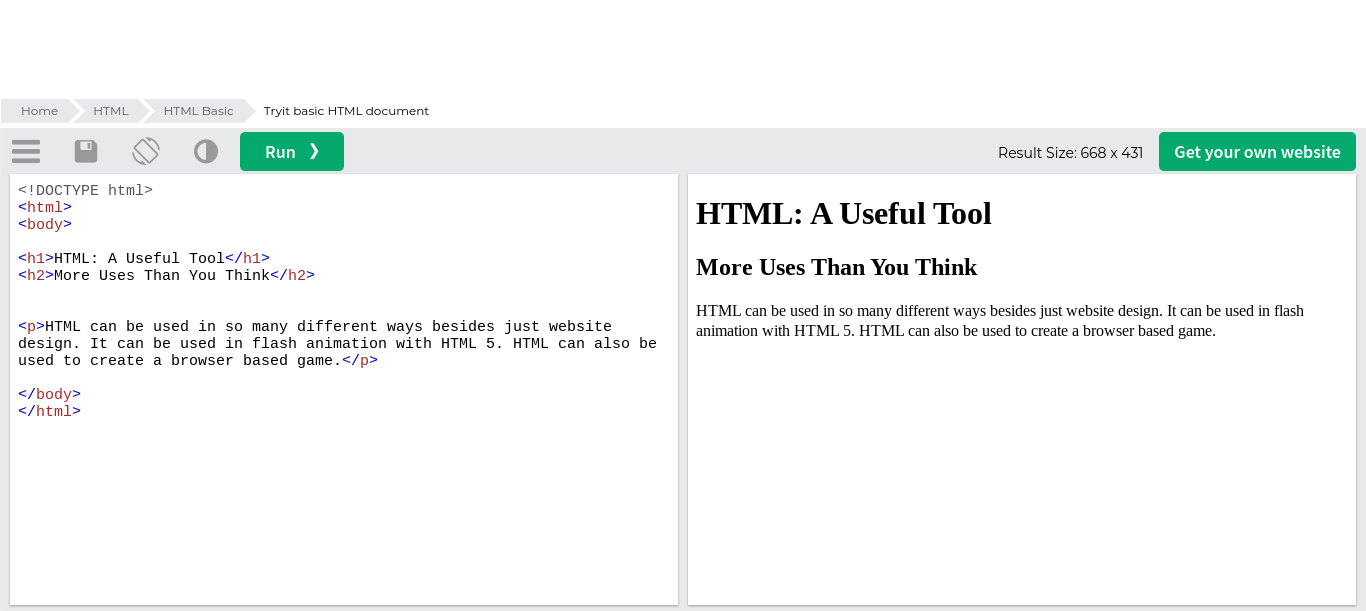 Home HTML HTML Basic Tryit basic HTML document
Run ❯ Result Size: 668 x 431 Get your own website
<!DOCTYPE html>
<html>
<body>
<h1>HTML: A Useful Tool</h1>
<h2>More Uses Than You Think</h2>
<p>HTML can be used in so many different ways besides just website
design. It can be used in flash animation with HTML 5. HTML can also be
used to create a browser based game.</p>
</body>
</html>
HTML: A Useful Tool
More Uses Than You Think
HTML can be used in so many different ways besides just website design. It can be used in flash
animation with HTML 5. HTML can also be used to create a browser based game.